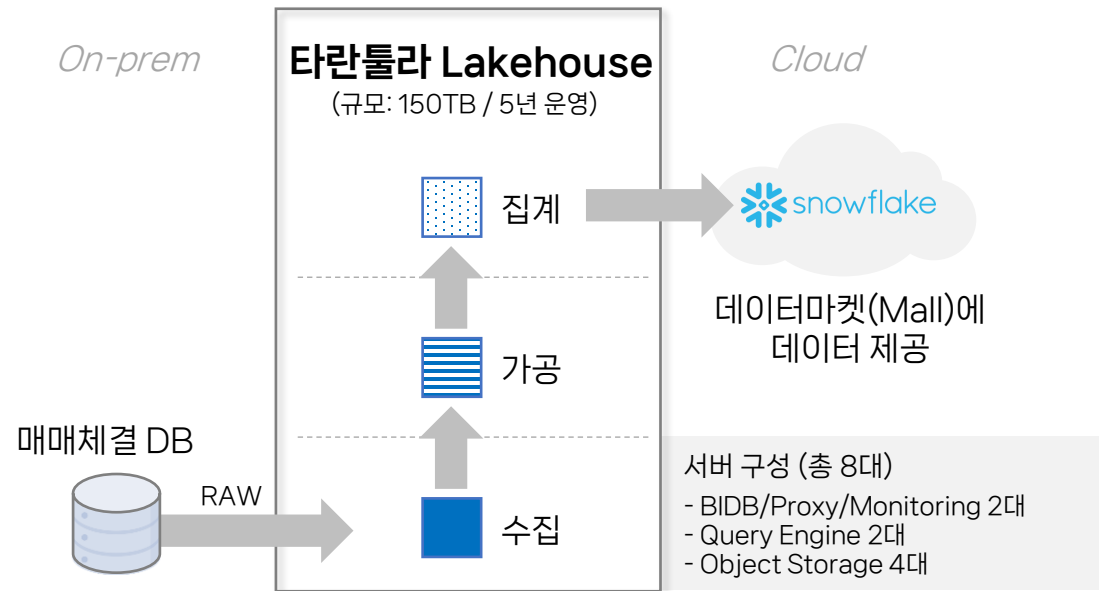 On-prem
타란툴라 Lakehouse
(규모: 150TB / 5년 운영)
Cloud
집계
snowflake
데이터마켓(Mall)에
데이터 제공
가공
매매체결 DB
RAW
수집
서버 구성 (총 8대)
- BIDB/Proxy/Monitoring 2대
- Query Engine 2대
- Object Storage 4대